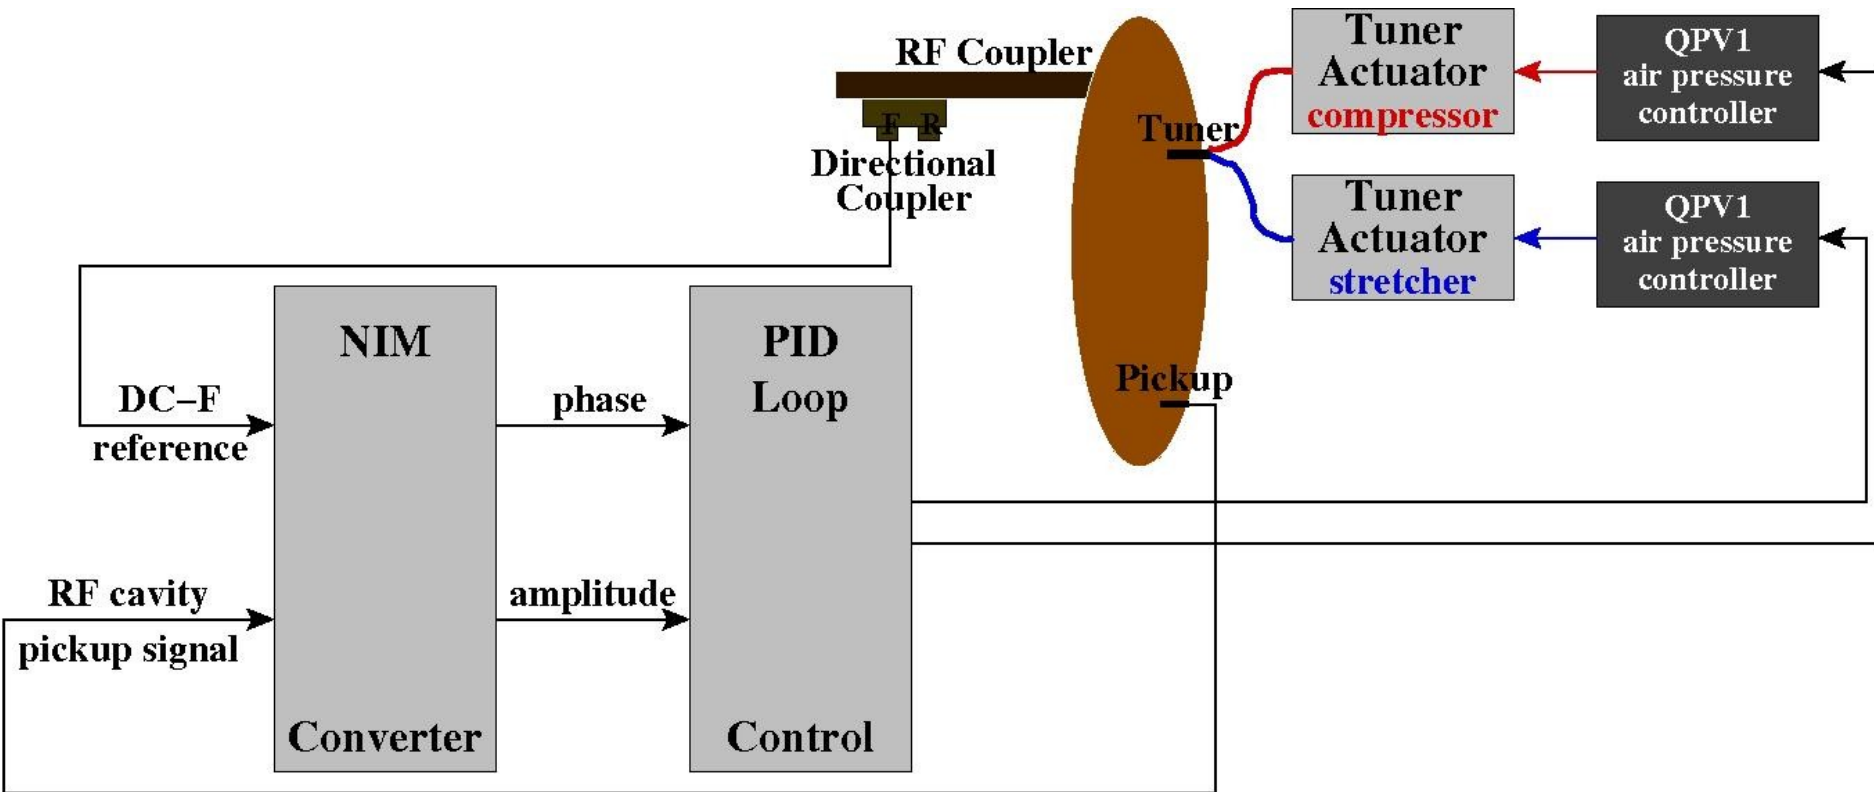 RF Coupler
F R
Directional
Coupler
Tuner
Tuner
Actuator
compressor
QPV1
air pressure
controller
Tuner
Actuator
stretcher
QPV1
air pressure
controller
Pickup
DC–F
reference
RF cavity
pickup signal
NIM
Converter
phase
amplitude
PID
Loop
Control